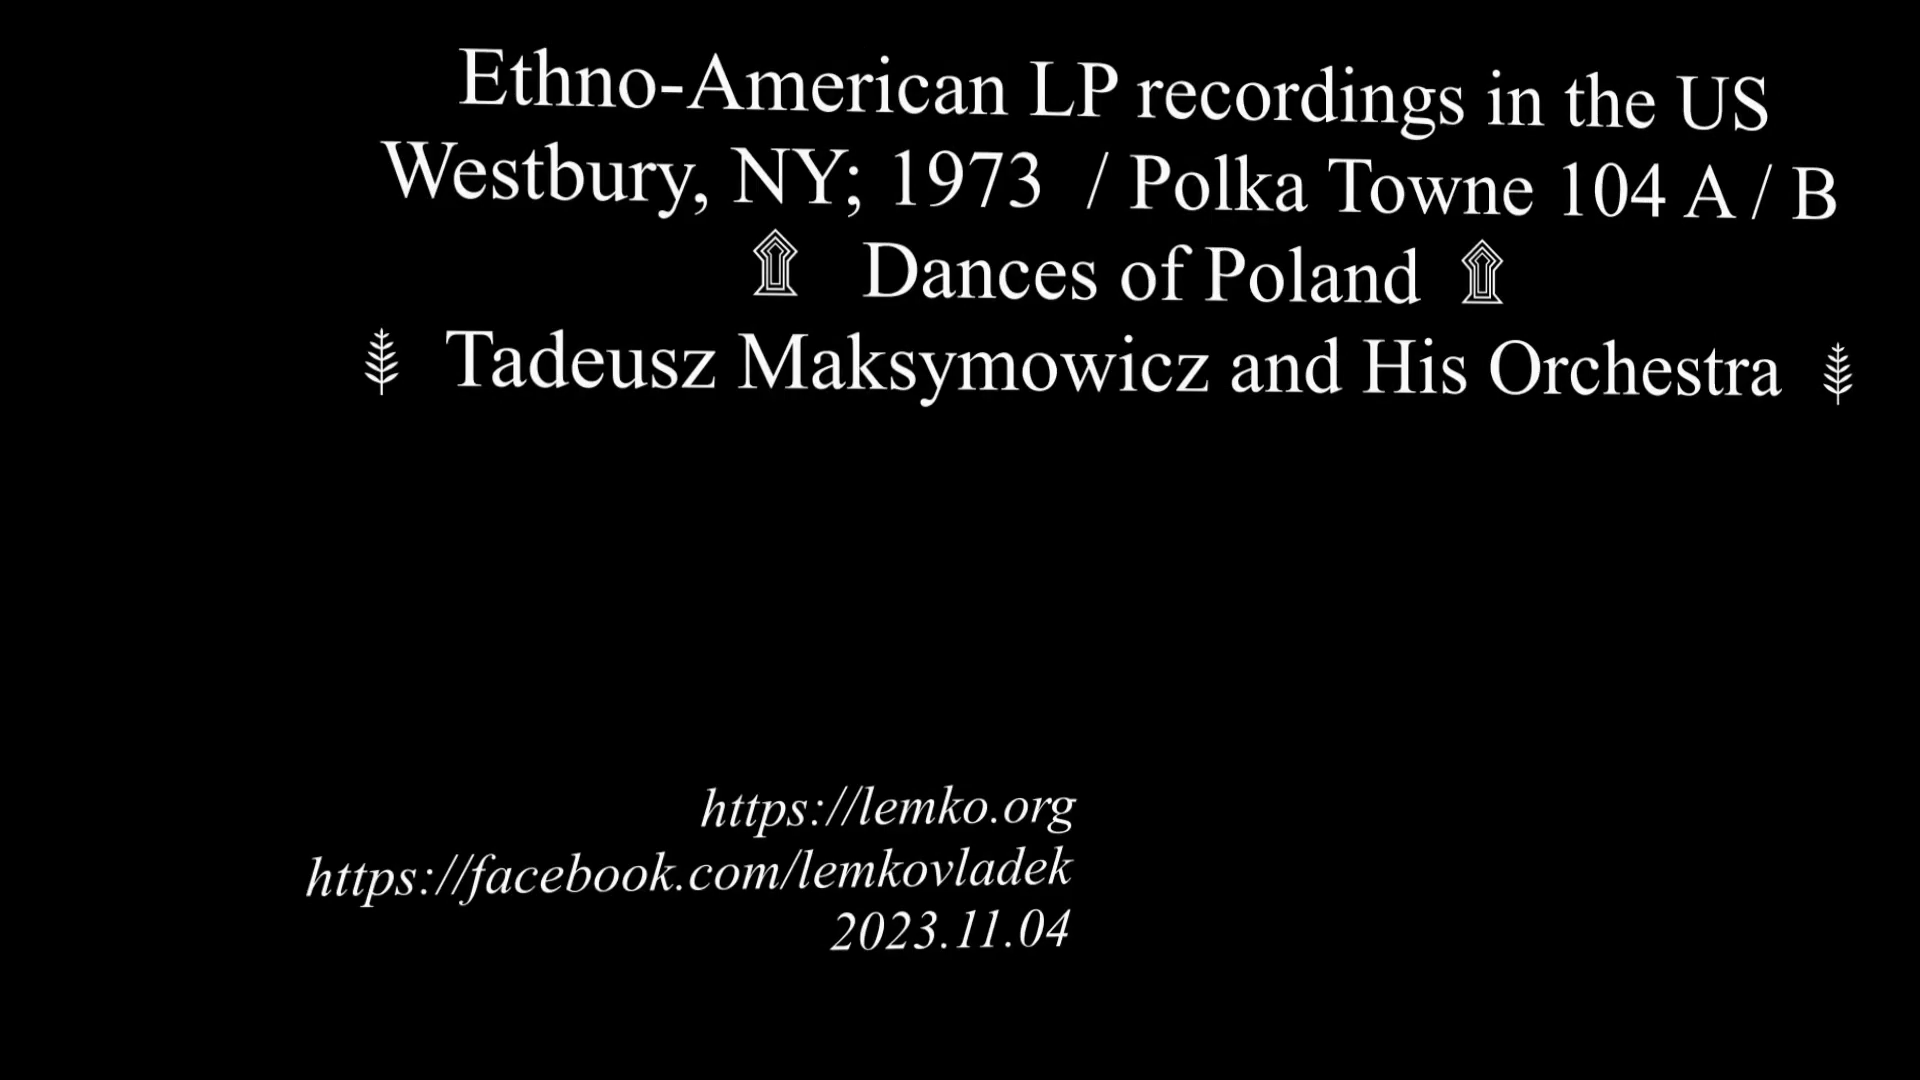 Ethno-American LP recordings in the US
Westbury, NY; 1973 / Polka Towne 104 A / B
۩ Dances of Poland ۩
⸙ Tadeusz Maksymowicz and His Orchestra ⸙
https://lemko.org
https://facebook.com/lemkovladek
2023.11.04